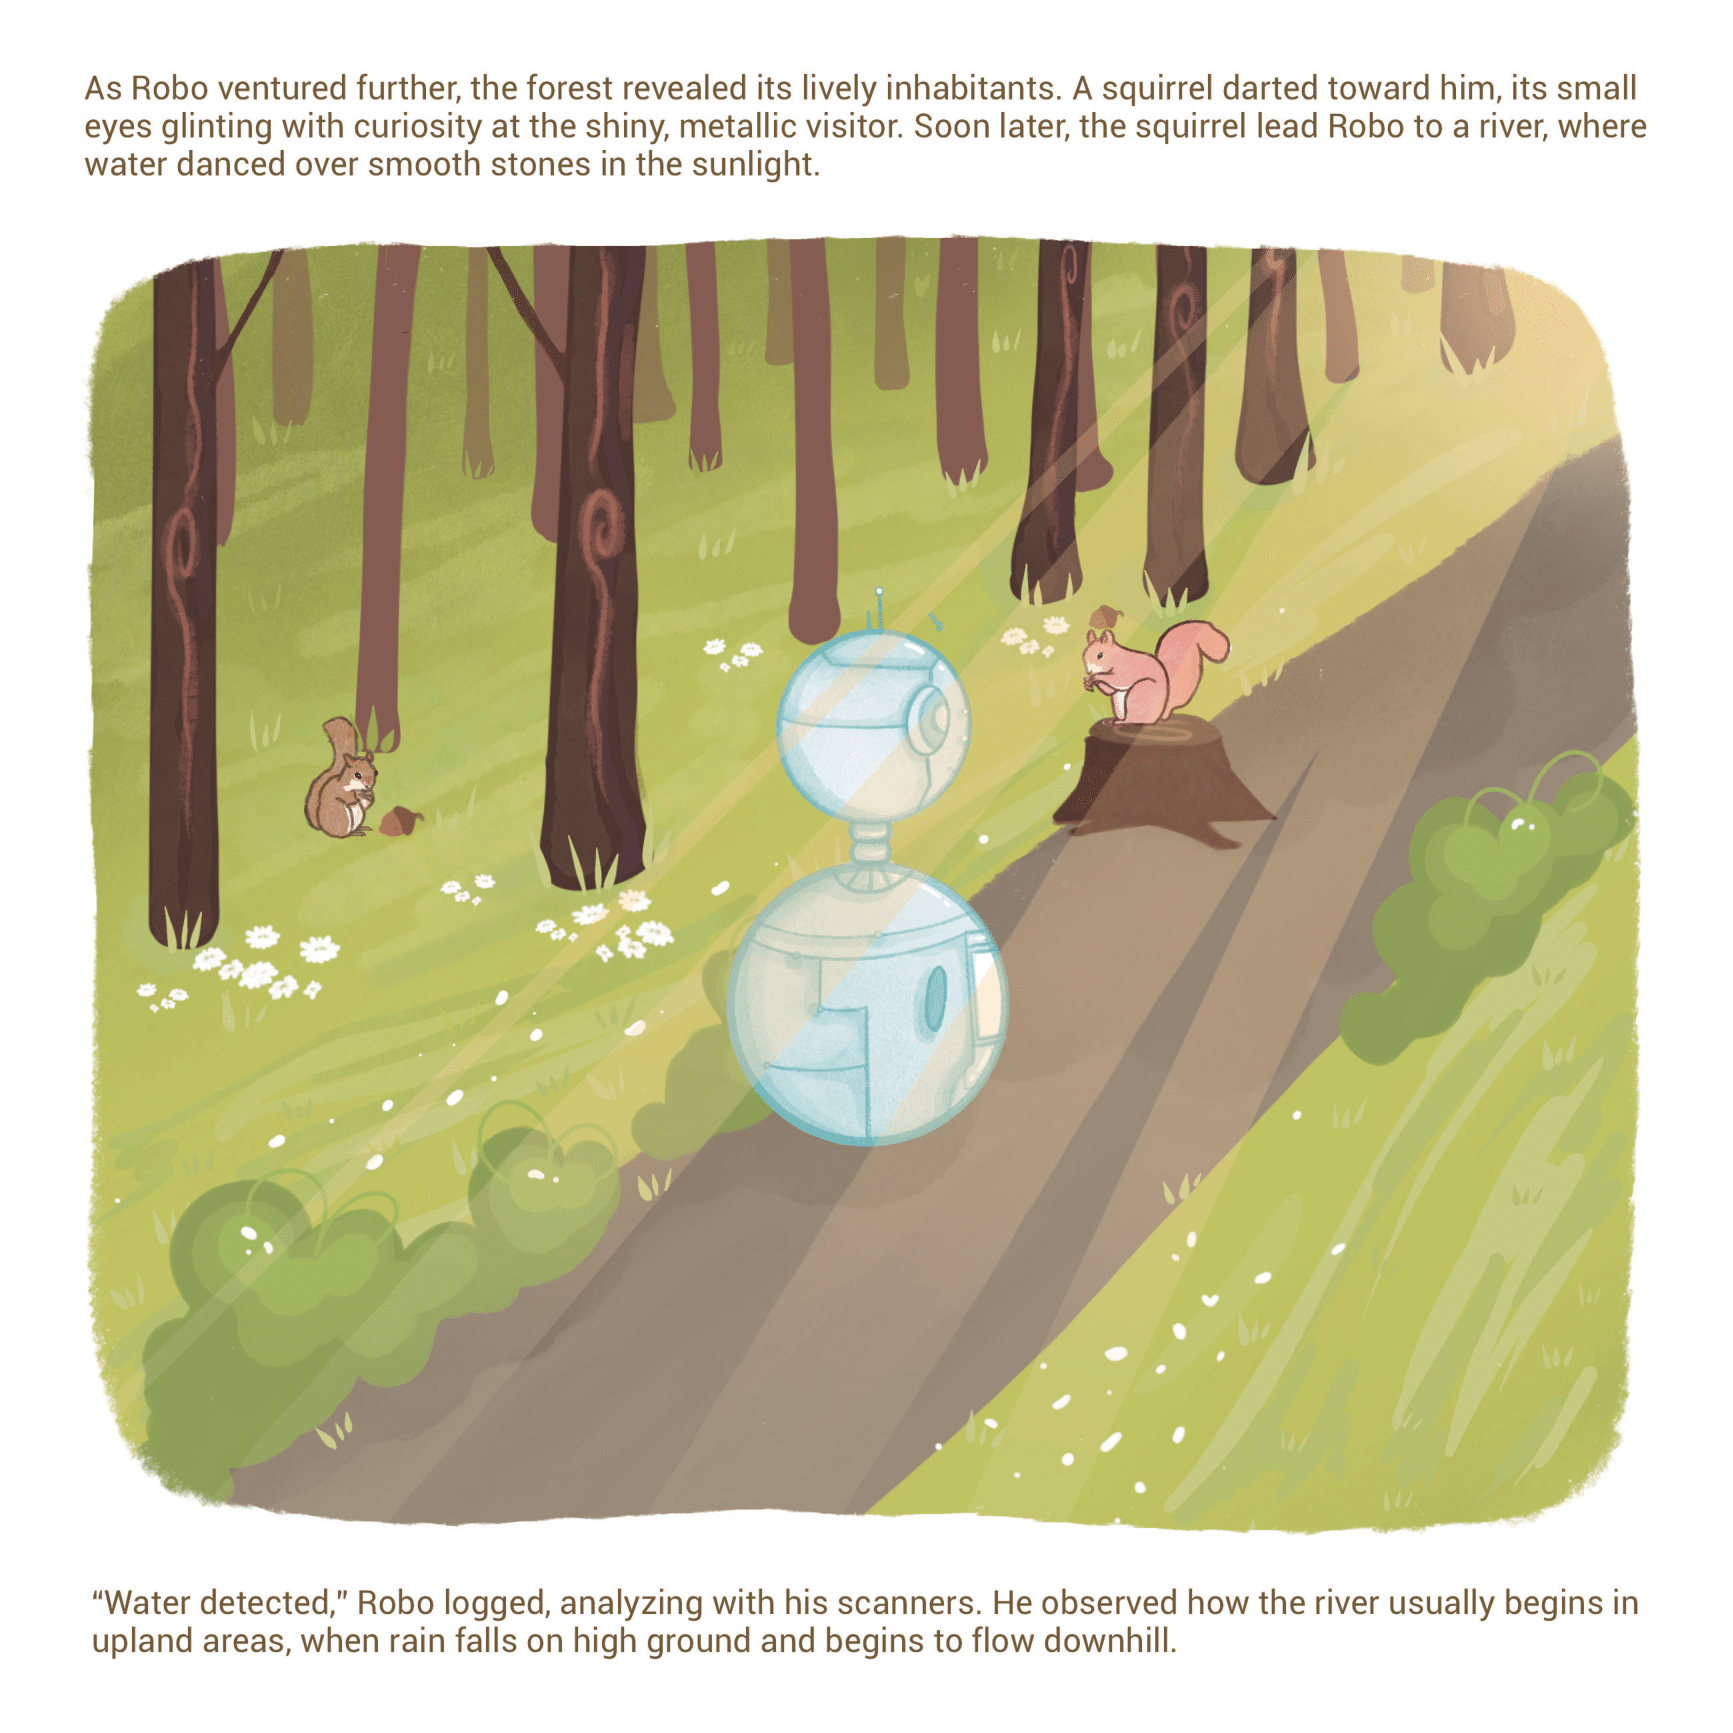 As Robo ventured further, the forest revealed its lively inhabitants. A squirrel darted toward him, its small
eyes glinting with curiosity at the shiny, metallic visitor. Soon later, the squirrel lead Robo to a river, where
water danced over smooth stones in the sunlight.
“Water detected,” Robo logged, analyzing with his scanners. He observed how the river usually begins in
upland areas, when rain falls on high ground and begins to flow downhill.